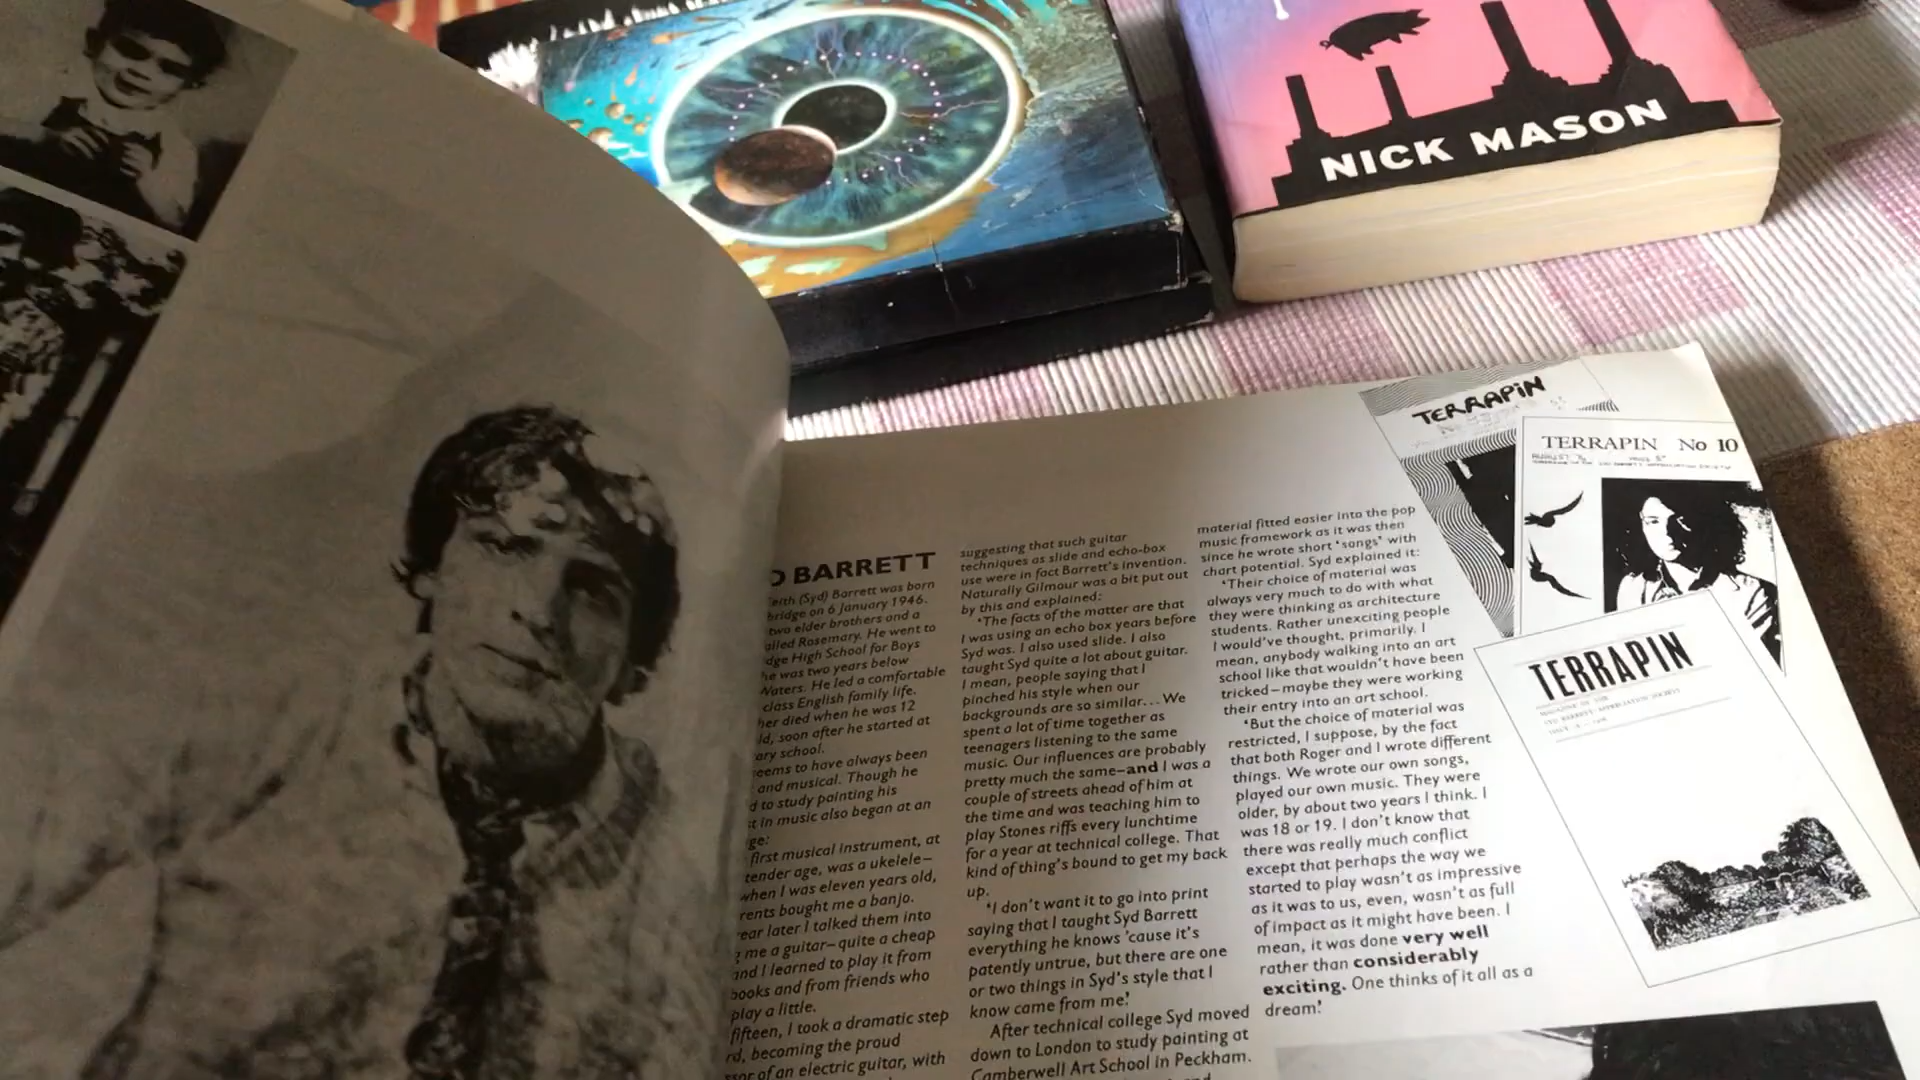 NICK MASON
TERRAPIN
TERRAPIN No 10
TERRAPIN
BARRETT
(Syd) Barrett was born
on 6 January 1946.
two elder brothers and a
Rosemary. He went to
High School for Boys
he was two years below
Waters. He led a comfortable
class English family life.
died when he was 12
soon after he started at
school.
to have always been
and musical. Though he
to study painting his
in music also began at an
first musical instrument, at
tender age, was a ukelele–
when I was eleven years old,
bought me a banjo.
later I talked them into
me a guitar–quite a cheap
and I learned to play it from
books and from friends who
play a little.
fifteen, I took a dramatic step
becoming the proud
of an electric guitar, with
suggesting that such guitar
techniques as slide and echo-box
use were in fact Barrett's invention.
Naturally Gilmour was a bit put out
by this and explained:
'The facts of the matter are that
I was using an echo box years before
Syd was. I also used slide. I also
taught Syd quite a lot about guitar.
I mean, people saying that I
pinched his style when our
backgrounds are so similar... We
spent a lot of time together as
teenagers listening to the same
music. Our influences are probably
pretty much the same–and I was a
couple of streets ahead of him at
the time and was teaching him to
play Stones riffs every lunchtime
for a year at technical college. That
kind of thing's bound to get my back
up.
'I don't want it to go into print
saying that I taught Syd Barrett
everything he knows 'cause it's
patently untrue, but there are one
or two things in Syd's style that I
know came from me.'
After technical college Syd moved
down to London to study painting at
Camberwell Art School in Peckham.
material fitted easier into the pop
music framework as it was then
since he wrote short 'songs' with
chart potential. Syd explained it:
'Their choice of material was
always very much to do with what
they were thinking as architecture
students. Rather unexciting people
I would've thought, primarily. I
mean, anybody walking into an art
school like that wouldn't have been
tricked–maybe they were working
their entry into an art school.
'But the choice of material was
restricted, I suppose, by the fact
that both Roger and I wrote different
things. We wrote our own songs,
played our own music. They were
older, by about two years I think. I
was 18 or 19. I don't know that
there was really much conflict
except that perhaps the way we
started to play wasn't as impressive
as it was to us, even, wasn't as full
of impact as it might have been. I
mean, it was done very well
rather than considerably
exciting. One thinks of it all as a
dream.'